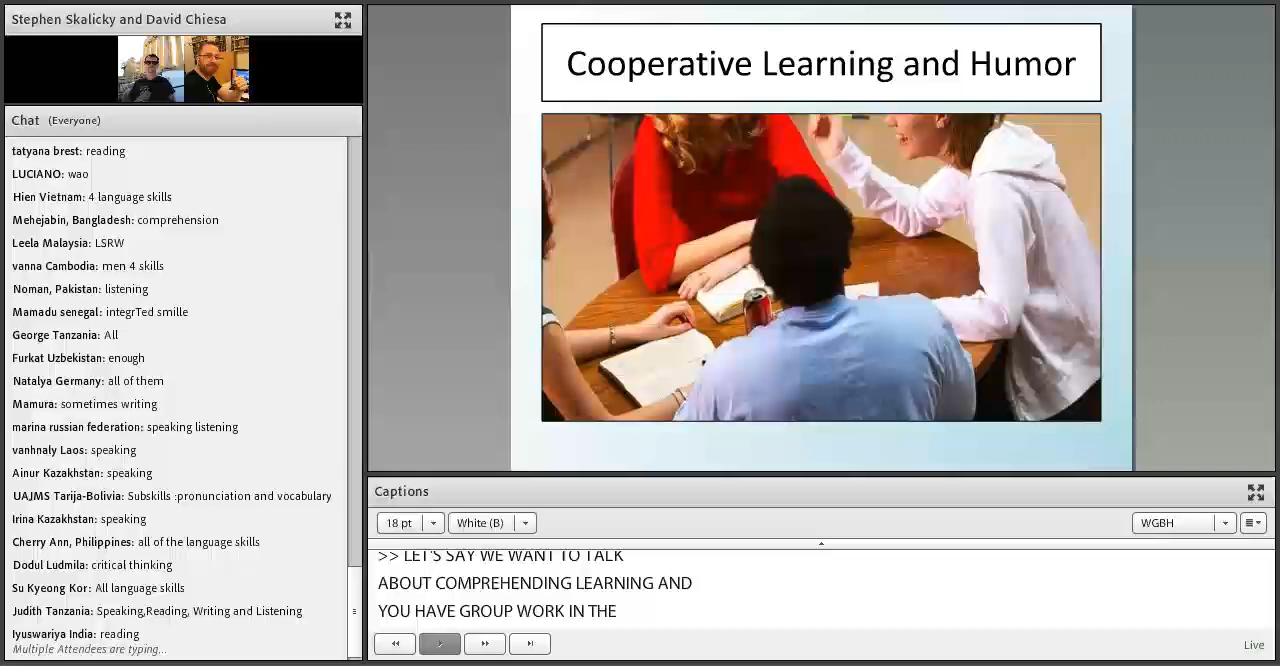 Stephen Skalicky and David Chiesa
Chat (Everyone)
tatyana brest: reading
LUCIANO: wao
Hien Vietnam: 4 language skills
Mehejabin, Bangladesh: comprehension
Leela Malaysia: LSRW
vanna Cambodia: men 4 skills
Noman, Pakistan: listening
Mamadu senegal: integrTed smille
George Tanzania: All
Furkat Uzbekistan: enough
Natalya Germany: all of them
Mamura: sometimes writing
marina russian federation: speaking listening
vanhnaly Laos: speaking
Ainur Kazakhstan: speaking
UAJMS Tarija-Bolivia: Subskills :pronunciation and vocabulary
Irina Kazakhstan: speaking
Cherry Ann, Philippines: all of the language skills
Dodul Ludmila: critical thinking
Su Kyeong Kor: All language skills
Judith Tanzania: Speaking,Reading, Writing and Listening
Iyuswariya India: reading
Multiple Attendees are typing...
Cooperative Learning and Humor
Captions
18 pt White (B) WGBH
>> LET'S SAY WE WANT TO TALK
ABOUT COMPREHENDING LEARNING AND
YOU HAVE GROUP WORK IN THE
Live